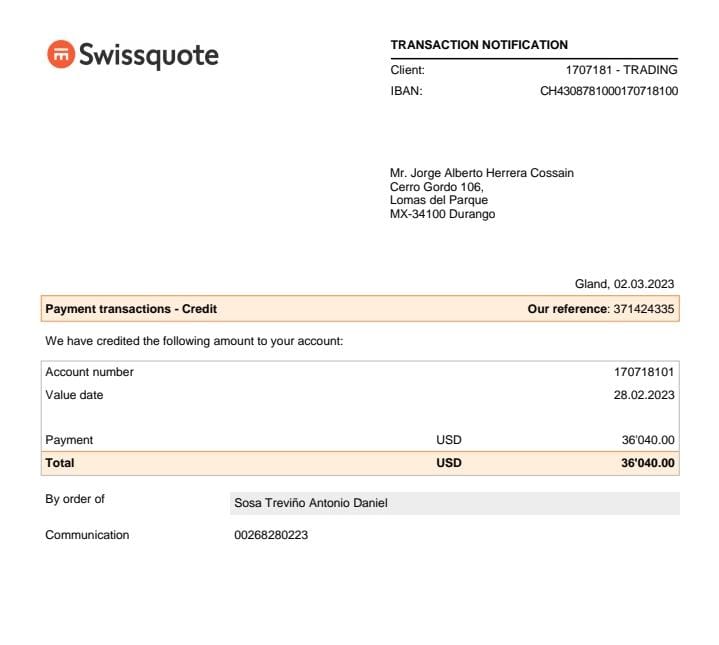 Swissquote
TRANSACTION NOTIFICATION
Client: 1707181 - TRADING
IBAN: CH4308781000170718100
Mr. Jorge Alberto Herrera Cossain
Cerro Gordo 106,
Lomas del Parque
MX-34100 Durango
Gland, 02.03.2023
Payment transactions - Credit Our reference: 371424335
We have credited the following amount to your account:
Account number 170718101
Value date 28.02.2023
Payment USD 36'040.00
Total USD 36'040.00
By order of Sosa Treviño Antonio Daniel
Communication 00268280223